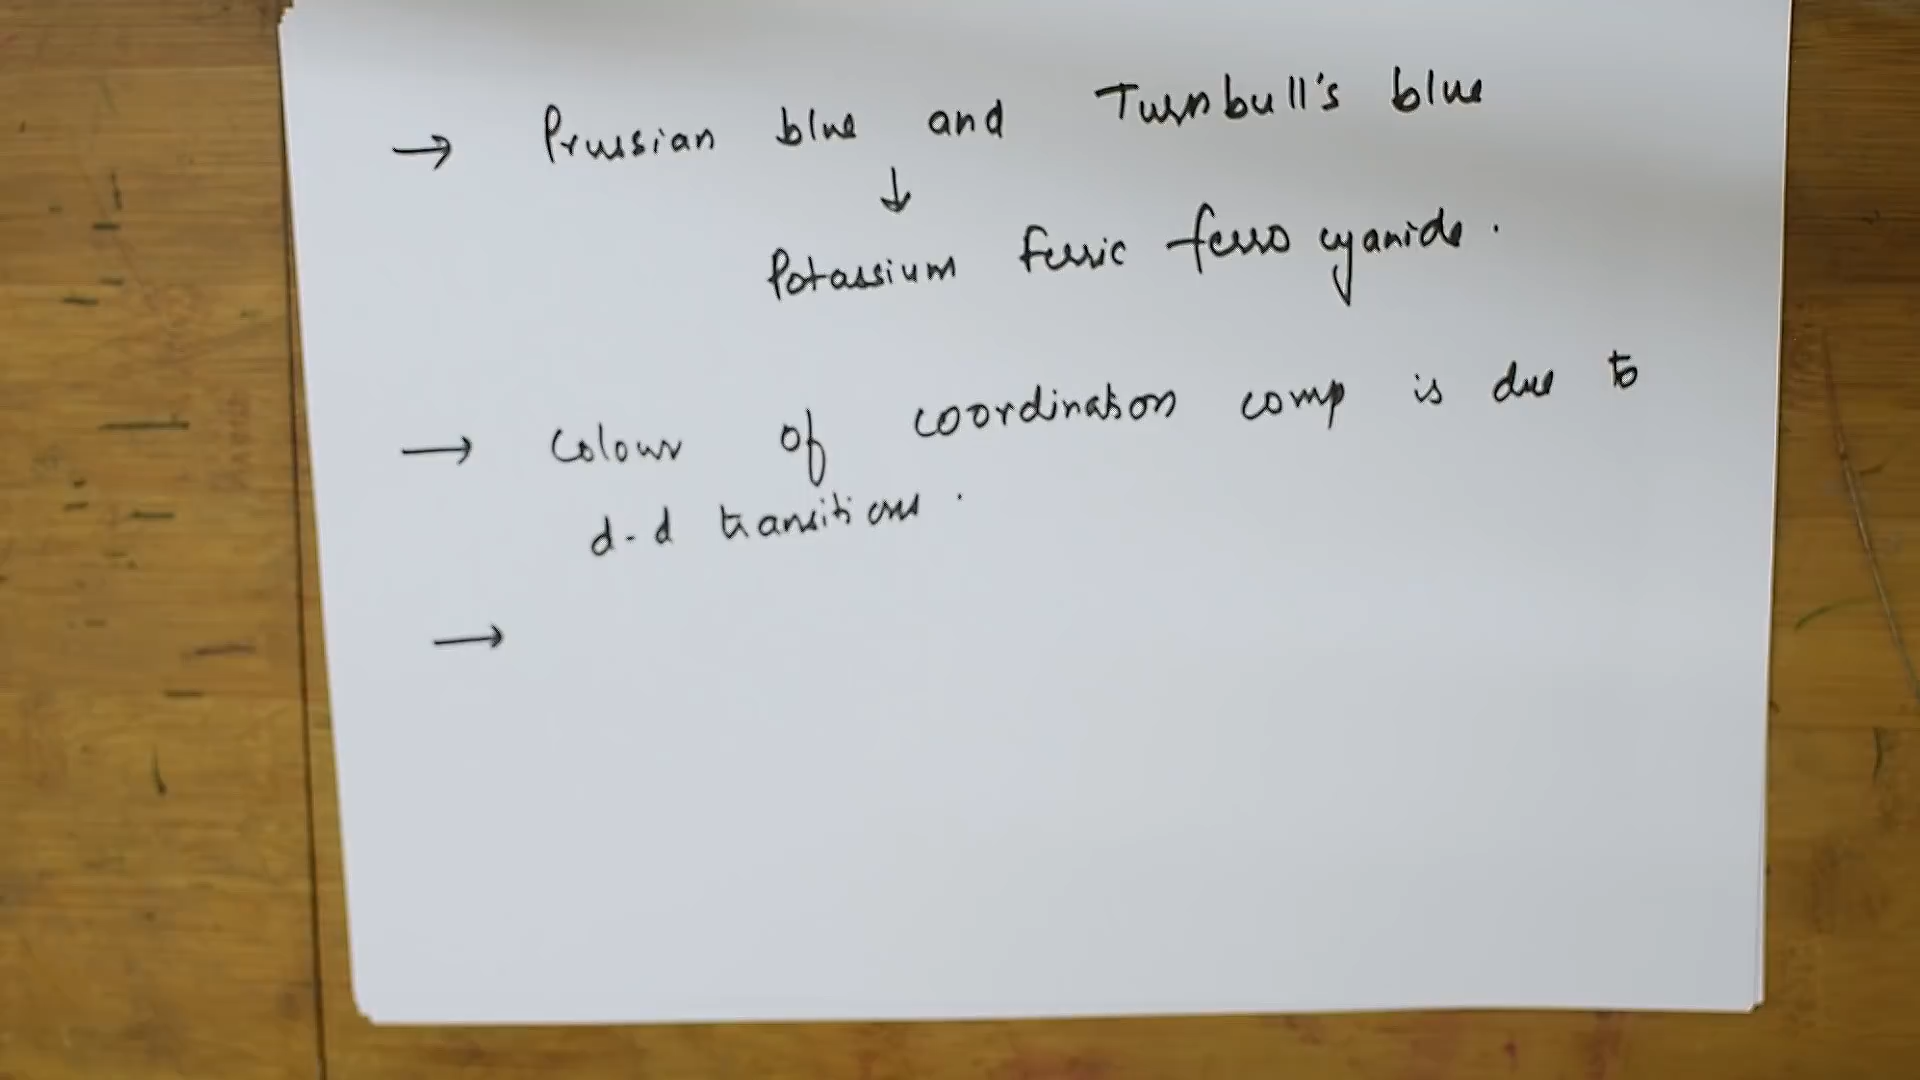 → Prussian blue and Turnbull's blue
↓
Potassium ferric ferro cyanide.
→ Colour of coordination comp is due to
d-d transitions.
→